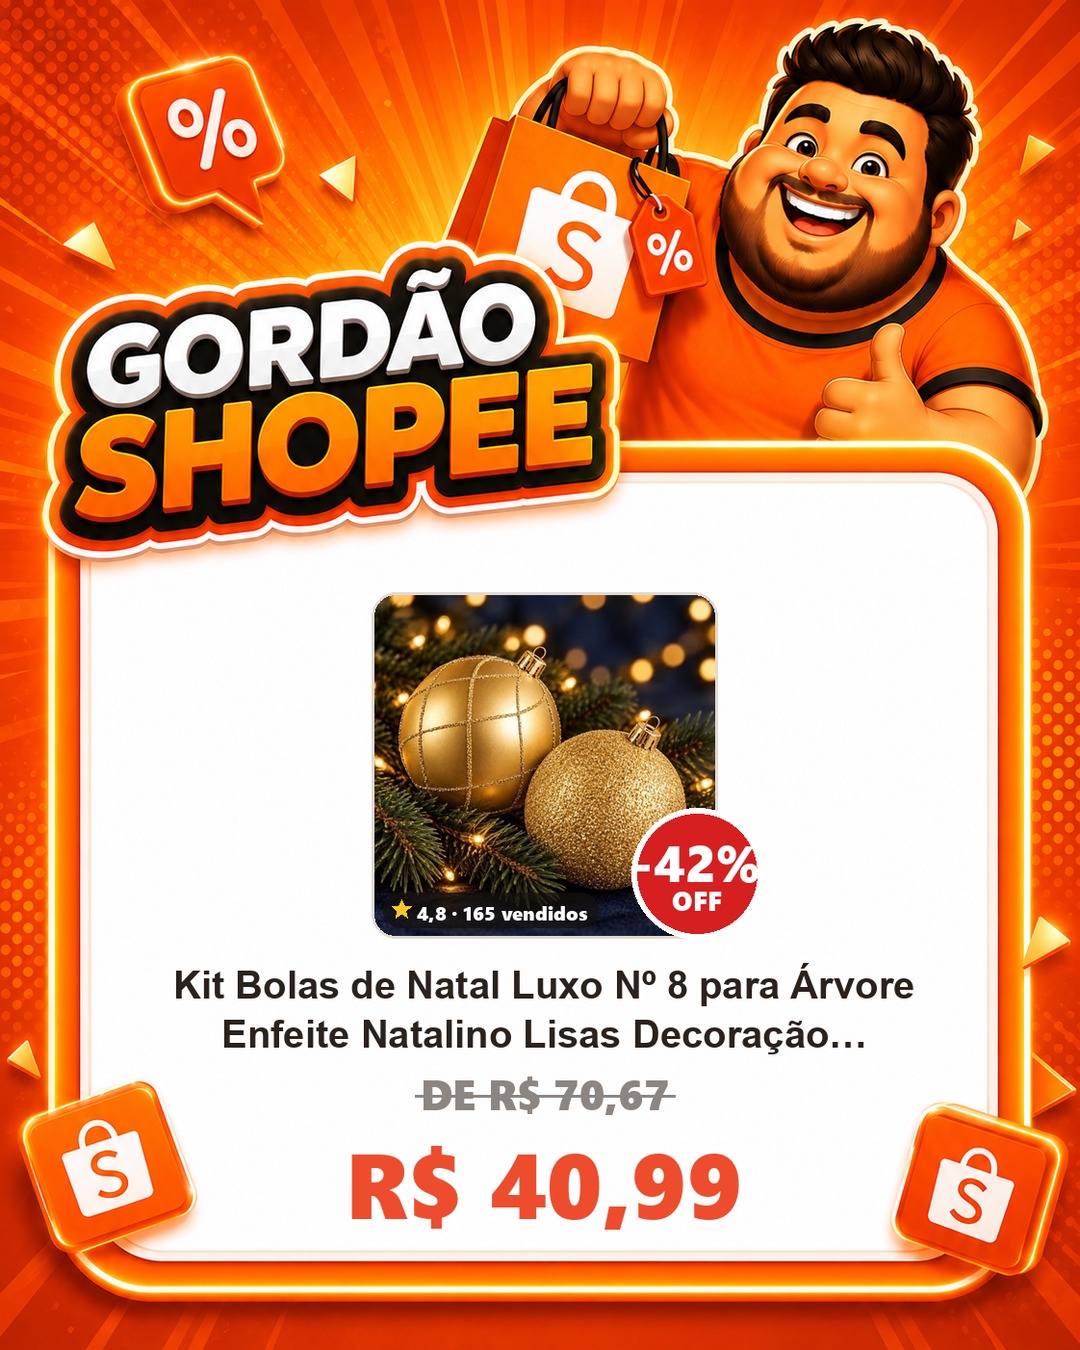 %
S
%
GORDÃO
SHOPEE
-42%
OFF
4,8 · 165 vendidos
Kit Bolas de Natal Luxo Nº 8 para Árvore
Enfeite Natalino Lisas Decoração...
DE R$ 70,67
R$ 40,99
S
S